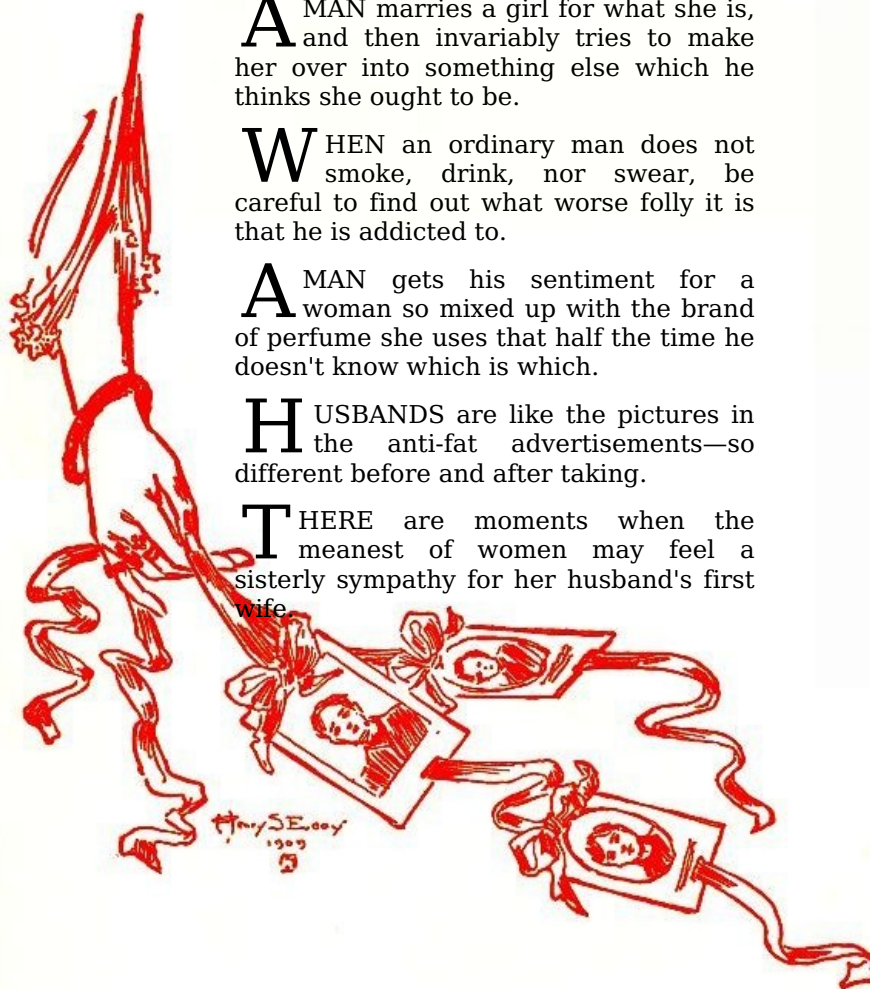 A MAN marries a girl for what she is,
and then invariably tries to make
her over into something else which he
thinks she ought to be.
WHEN an ordinary man does not
smoke, drink, nor swear, be
careful to find out what worse folly it is
that he is addicted to.
A MAN gets his sentiment for a
woman so mixed up with the brand
of perfume she uses that half the time he
doesn't know which is which.
HUSBANDS are like the pictures in
the anti-fat advertisements—so
different before and after taking.
THERE are moments when the
meanest of women may feel a
sisterly sympathy for her husband's first
wife.
1909